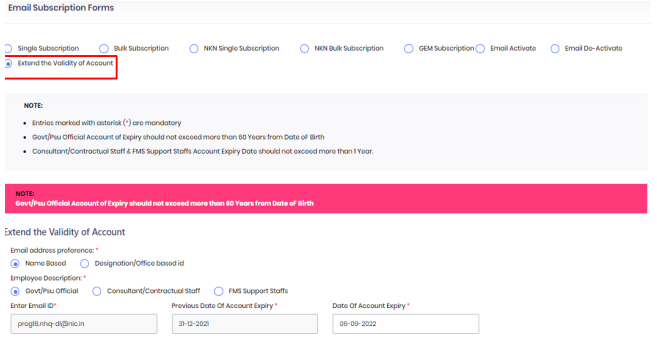 Email Subscription Forms
Single Subscription Bulk Subscription NKN Single Subscription NKN Bulk Subscription GEM Subscription Email Activate Email De-Activate
Extend the Validity of Account
NOTE:
Entries marked with asterisk (*) are mandatory
Govt/Psu Official Account of Expiry should not exceed more than 60 Years from Date oF Birth
Consultant/Contractual Staff & FMS Support Staffs Account Expiry Date should not exceed more than 1 Year.
NOTE:
Govt/Psu Official Account of Expiry should not exceed more than 60 Years from Date oF Birth
Extend the Validity of Account
Email address preference: *
Name Based Designation/Office based id
Employee Description: *
Govt/Psu Official Consultant/Contractual Staff FMS Support Staffs
Enter Email ID* Previous Date Of Account Expiry * Date Of Account Expiry *
prog18.nhq-dl@nic.in 31-12-2021 06-09-2022